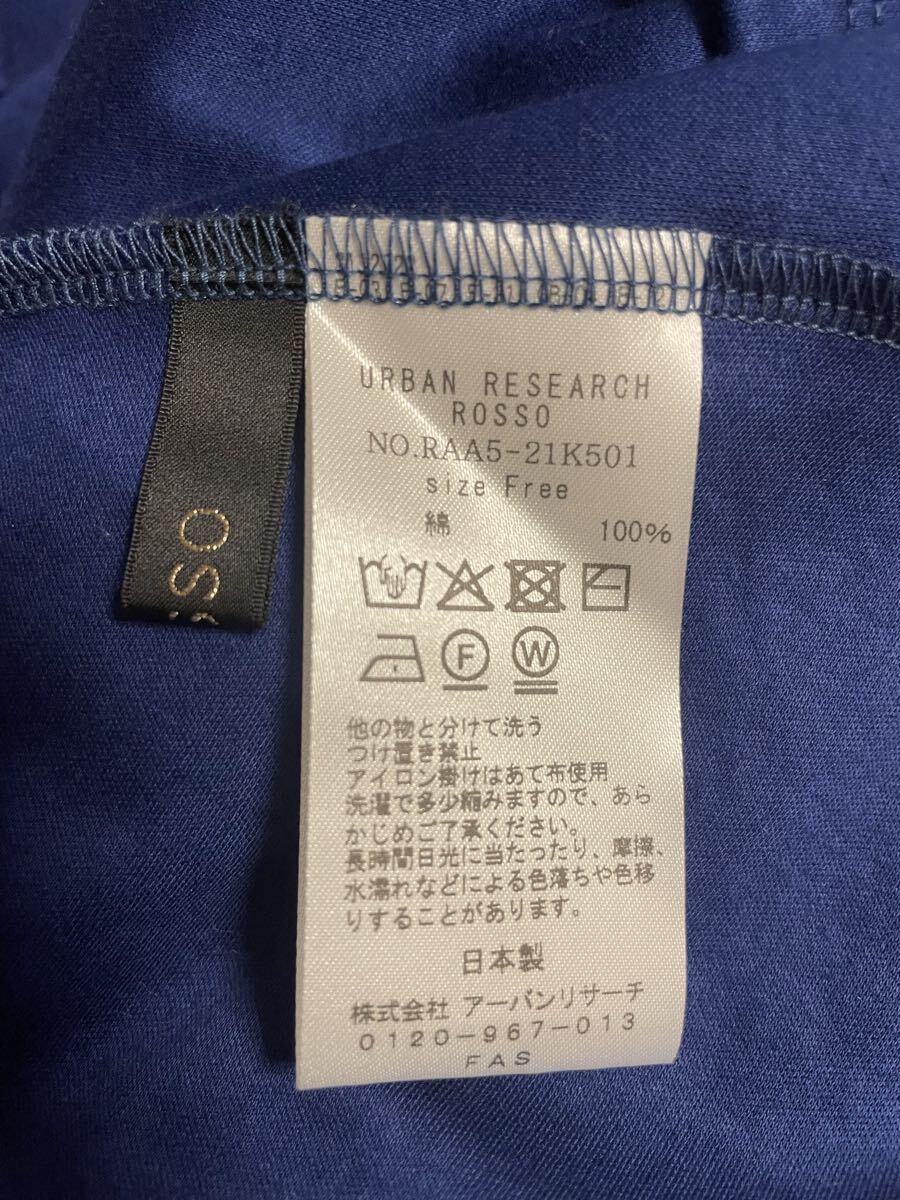 URBAN RESEARCH
ROSSO
NO.RAA5-21K501
size Free
綿 100%
F W
他の物と分けて洗う
つけ置き禁止
アイロン掛けはあて布使用
洗濯で多少縮みますので、あら
かじめご了承ください。
長時間日光に当たったり、摩擦、
水濡れなどによる色落ちや色移
りすることがあります。
日本製
株式会社 アーバンリサーチ
0120-967-013
FAS
SSO